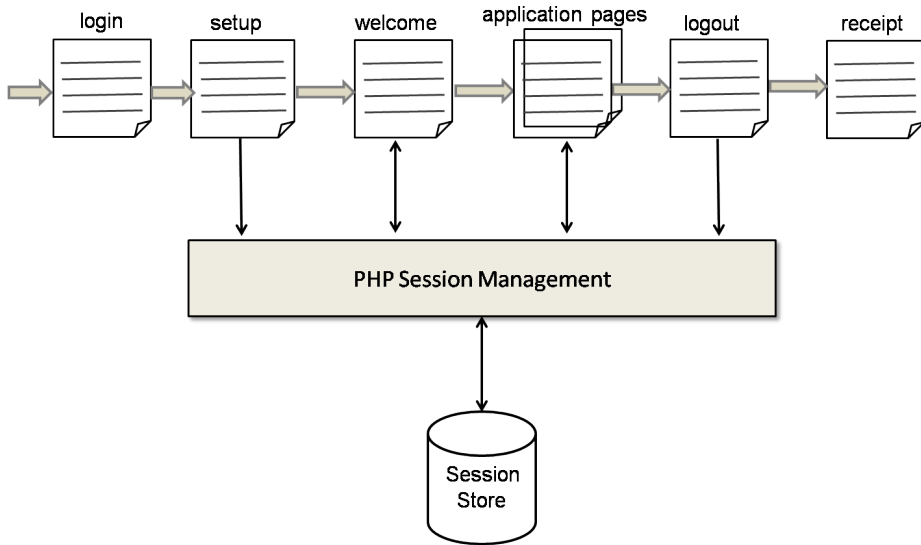 login
setup
welcome
application pages
logout
receipt
PHP Session Management
Session
Store